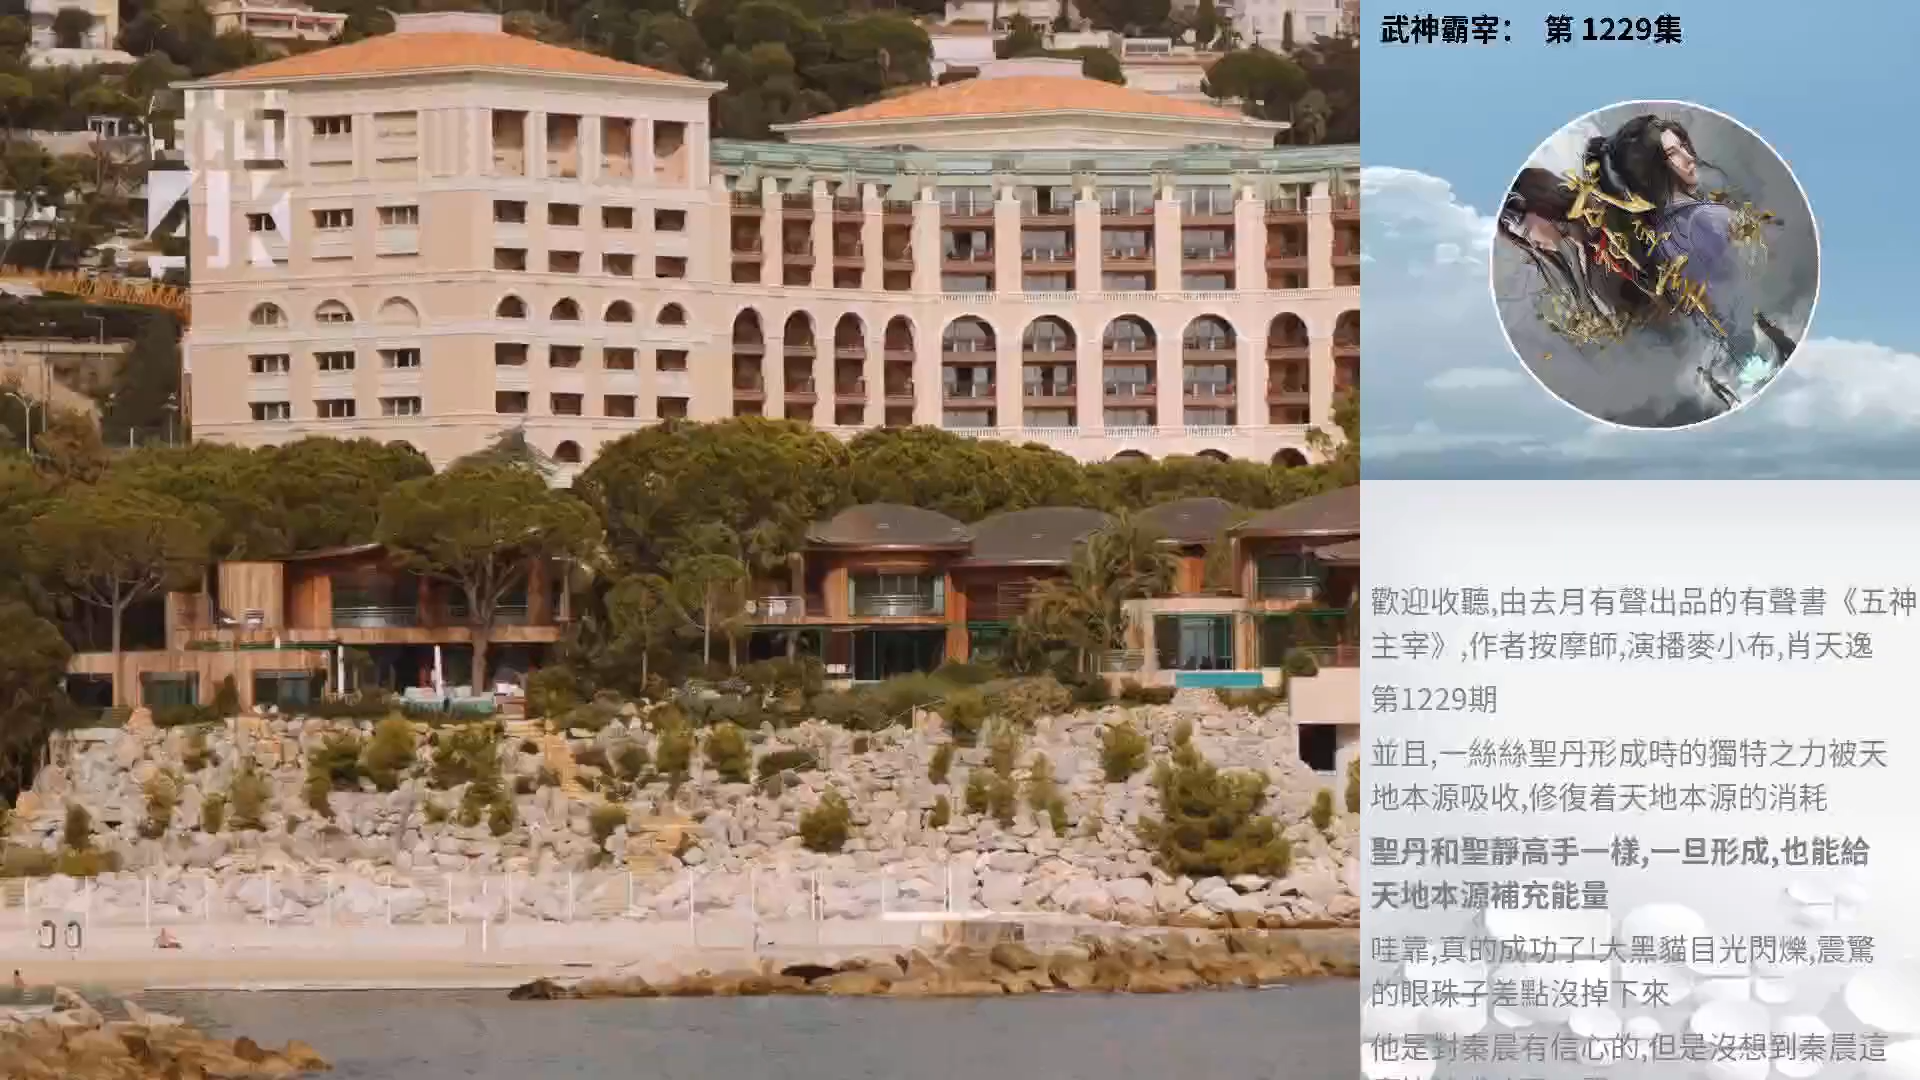 武神霸宰： 第 1229集
歡迎收聽,由去月有聲出品的有聲書《五神
主宰》,作者按摩師,演播麥小布,肖天逸
第1229期
並且,一絲絲聖丹形成時的獨特之力被天
地本源吸收,修復着天地本源的消耗
聖丹和聖靜高手一樣,一旦形成,也能給
天地本源補充能量
哇靠,真的成功了!大黑貓目光閃爍,震驚
的眼珠子差點沒掉下來
他是對秦晨有信心的,但是沒想到秦晨這